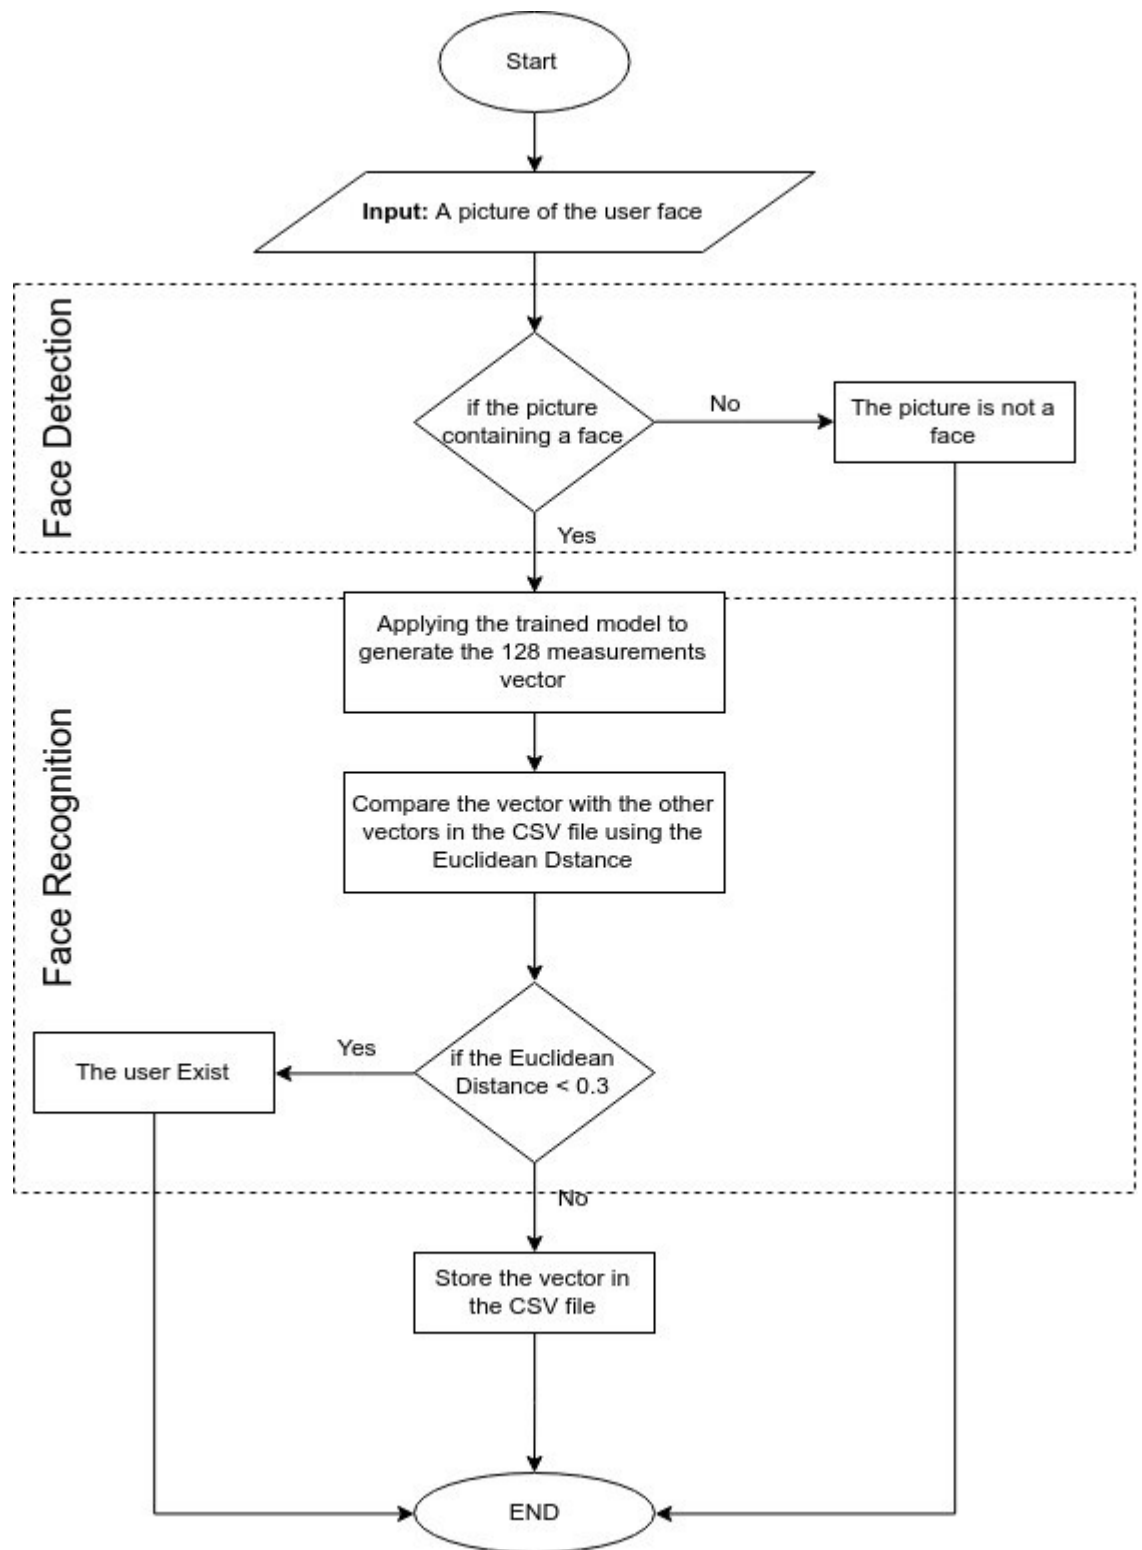 Start
Input: A picture of the user face
Face Detection
if the picture
containing a face
No
The picture is not a
face
Yes
Face Recognition
Applying the trained model to
generate the 128 measurements
vector
Compare the vector with the other
vectors in the CSV file using the
Euclidean Dstance
if the Euclidean
Distance < 0.3
Yes
The user Exist
No
Store the vector in
the CSV file
END